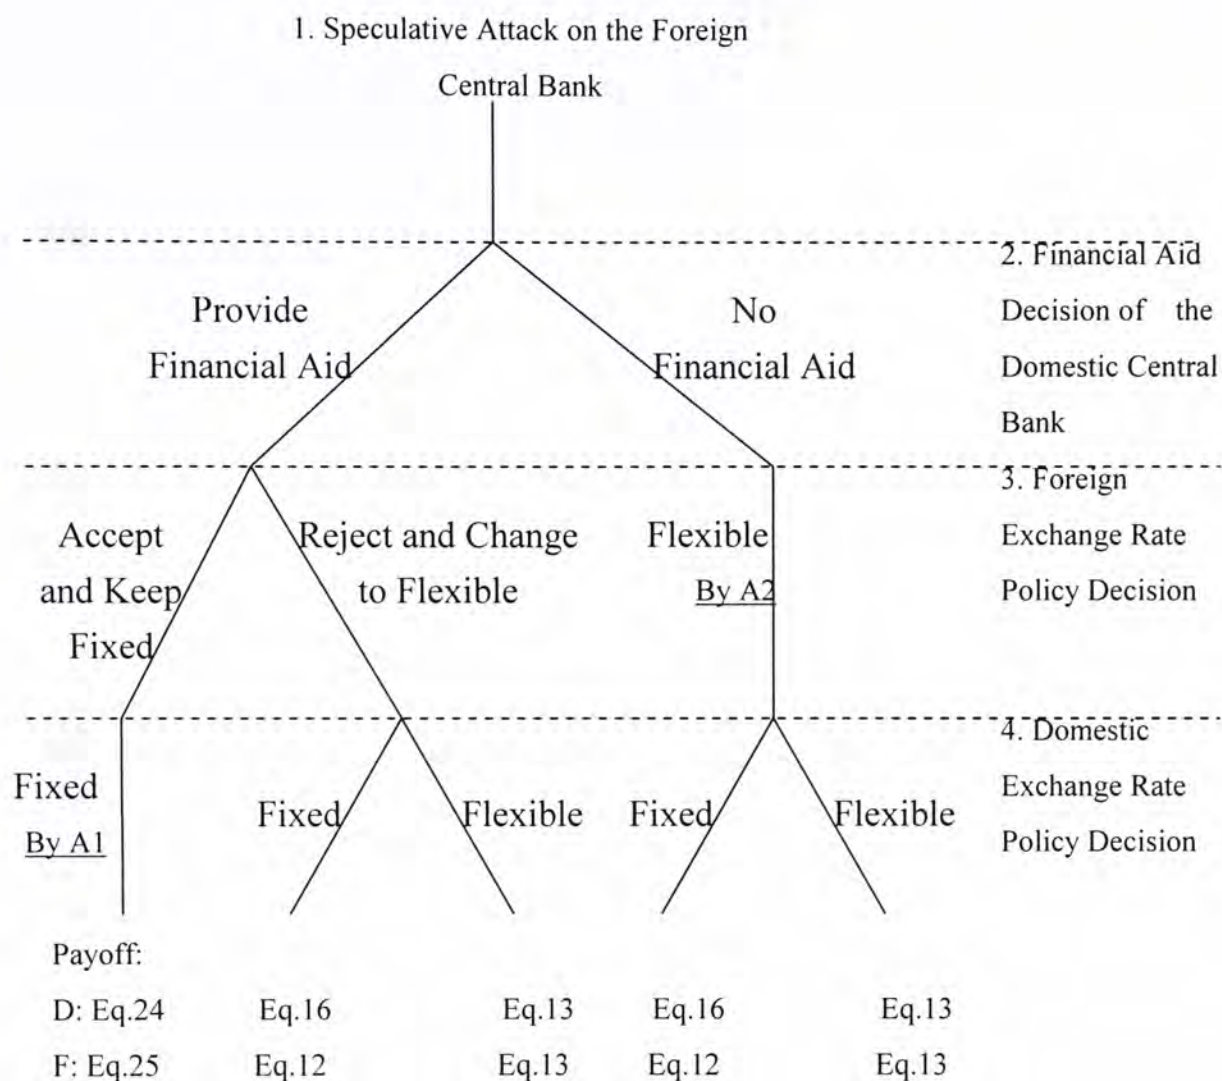 1. Speculative Attack on the Foreign
Central Bank
Provide
Financial Aid
No
Financial Aid
2. Financial Aid
Decision of the
Domestic Central
Bank
Accept
and Keep
Fixed
Reject and Change
to Flexible
Flexible
By A2
3. Foreign
Exchange Rate
Policy Decision
Fixed
By A1
Fixed
Flexible
Fixed
Flexible
4. Domestic
Exchange Rate
Policy Decision
Payoff:
D: Eq.24 Eq.16 Eq.13 Eq.16 Eq.13
F: Eq.25 Eq.12 Eq.13 Eq.12 Eq.13